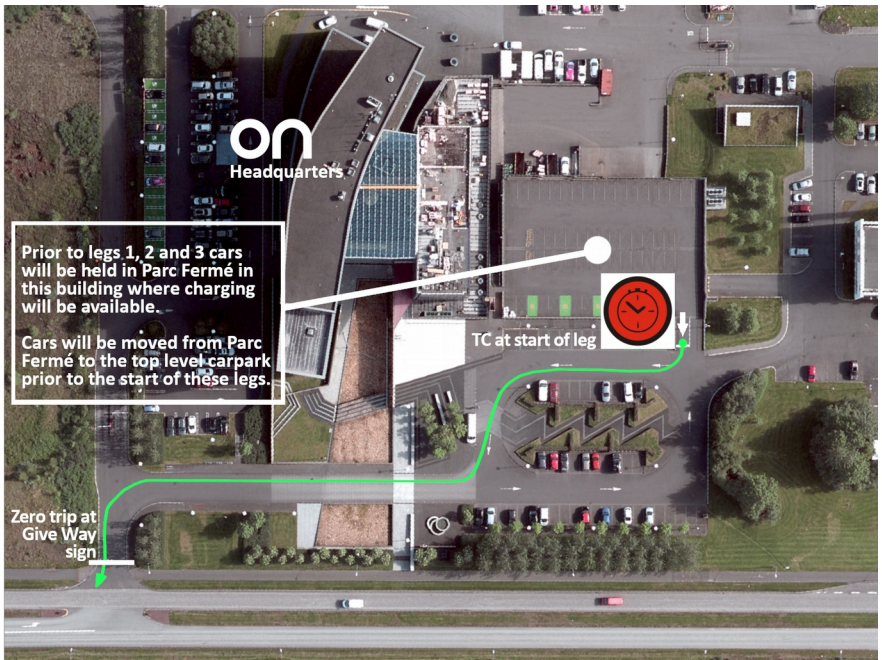 on
Headquarters
Prior to legs 1, 2 and 3 cars
will be held in Parc Fermé in
this building where charging
will be available.
Cars will be moved from Parc
Fermé to the top level carpark
prior to the start of these legs.
TC at start of leg
Zero trip at
Give Way
sign